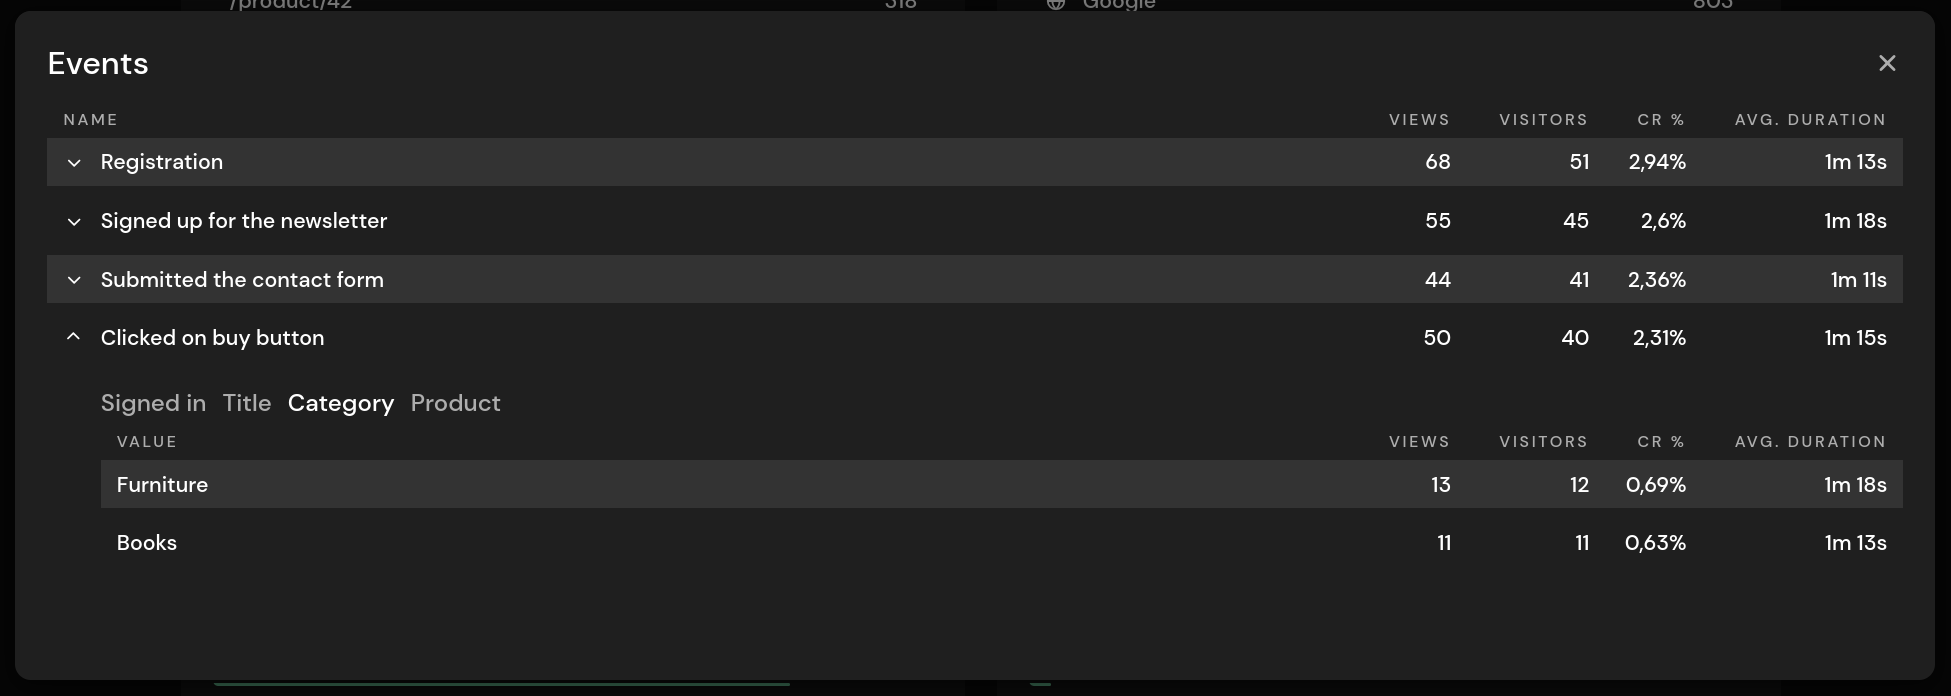 /product/42 318 Google 803
Events
NAME VIEWS VISITORS CR % AVG. DURATION
Registration 68 51 2,94% 1m 13s
Signed up for the newsletter 55 45 2,6% 1m 18s
Submitted the contact form 44 41 2,36% 1m 11s
Clicked on buy button 50 40 2,31% 1m 15s
Signed in Title Category Product
VALUE VIEWS VISITORS CR % AVG. DURATION
Furniture 13 12 0,69% 1m 18s
Books 11 11 0,63% 1m 13s